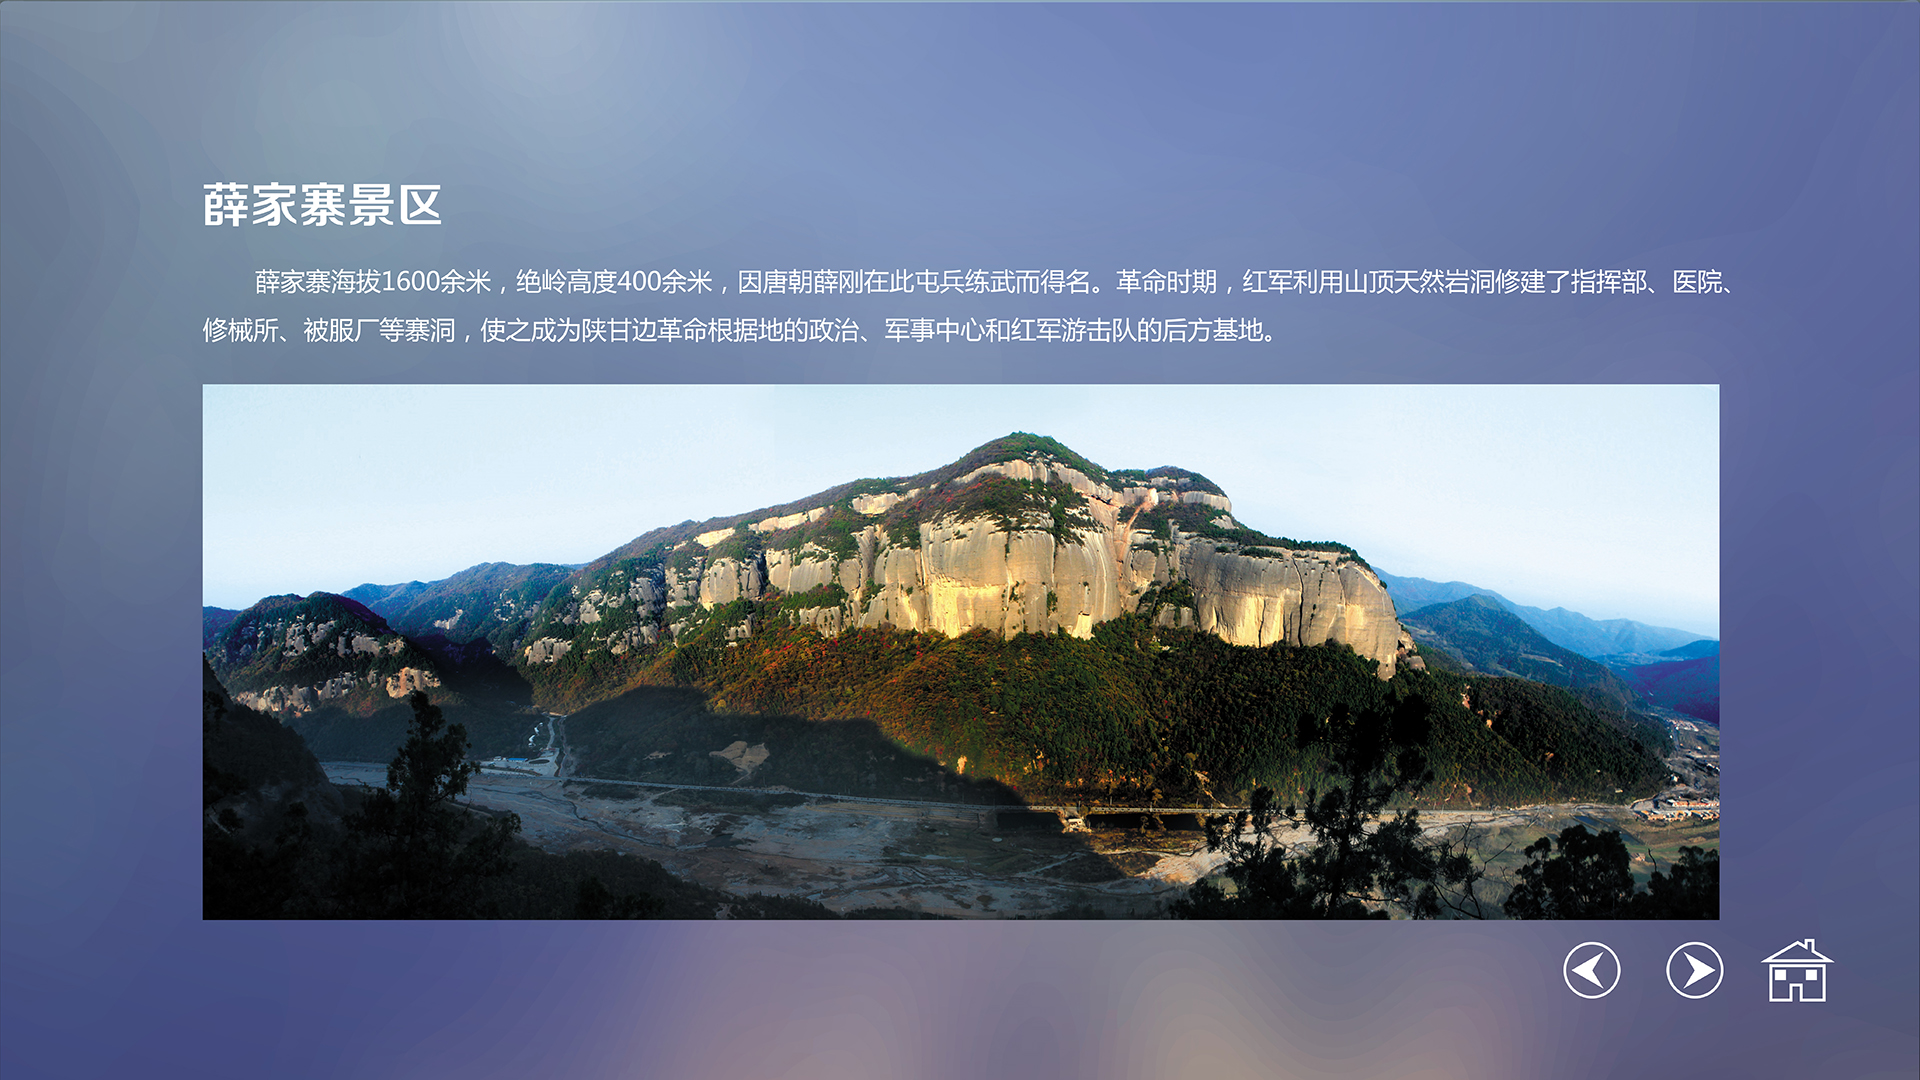 薛家寨景区
薛家寨海拔1600余米，绝岭高度400余米，因唐朝薛刚在此屯兵练武而得名。革命时期，红军利用山顶天然岩洞修建了指挥部、医院、
修械所、被服厂等寨洞，使之成为陕甘边革命根据地的政治、军事中心和红军游击队的后方基地。